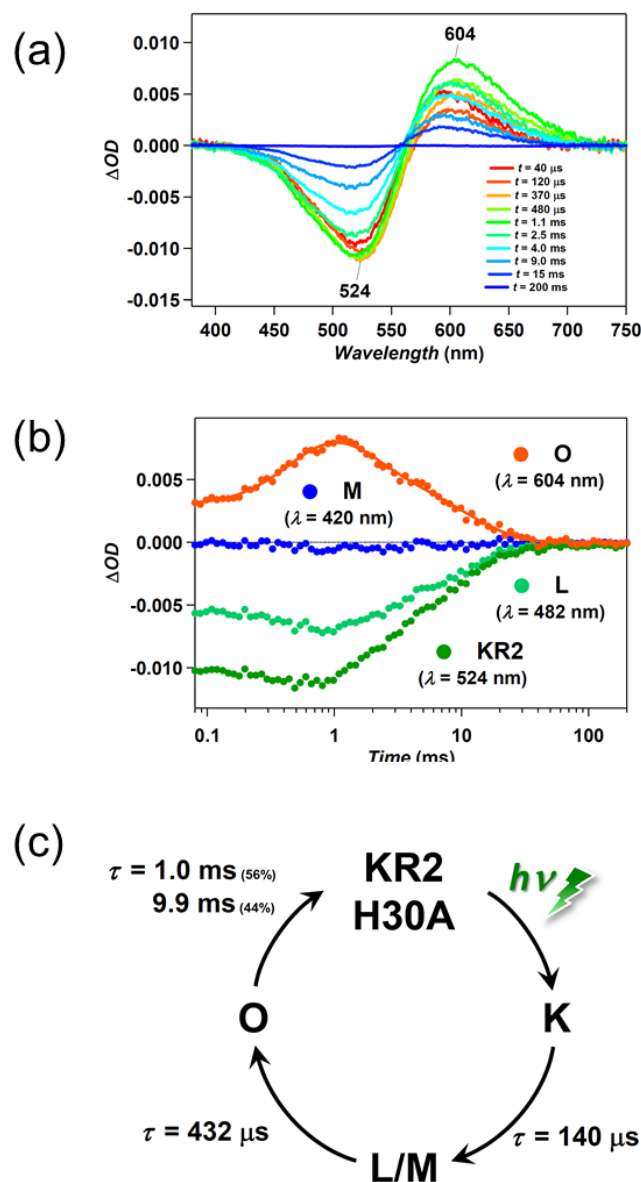 (a)
0.010
0.005
0.000
-0.005
-0.010
-0.015
ΔOD
604
524
t = 40 μs
t = 120 μs
t = 370 μs
t = 480 μs
t = 1.1 ms
t = 2.5 ms
t = 4.0 ms
t = 9.0 ms
t = 15 ms
t = 200 ms
400 450 500 550 600 650 700 750
Wavelength (nm)
(b)
0.005
0.000
-0.005
-0.010
ΔOD
O
(λ = 604 nm)
M
(λ = 420 nm)
L
(λ = 482 nm)
KR2
(λ = 524 nm)
0.1 1 10 100
Time (ms)
(c)
τ = 1.0 ms (56%)
9.9 ms (44%)
KR2
H30A
hν
O
K
τ = 432 μs
τ = 140 μs
L/M